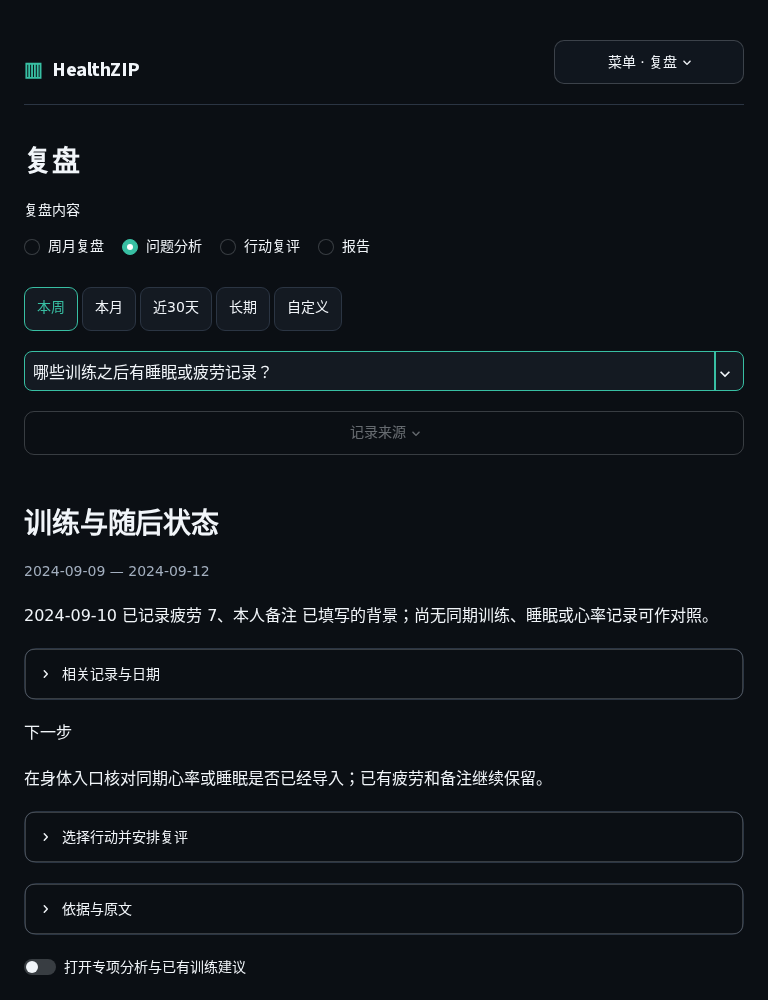 HealthZIP
菜单 · 复盘
复盘
复盘内容
周月复盘 问题分析 行动复评 报告
本周 本月 近30天 长期 自定义
哪些训练之后有睡眠或疲劳记录？
记录来源
训练与随后状态
2024-09-09 — 2024-09-12
2024-09-10 已记录疲劳 7、本人备注 已填写的背景；尚无同期训练、睡眠或心率记录可作对照。
相关记录与日期
下一步
在身体入口核对同期心率或睡眠是否已经导入；已有疲劳和备注继续保留。
选择行动并安排复评
依据与原文
打开专项分析与已有训练建议